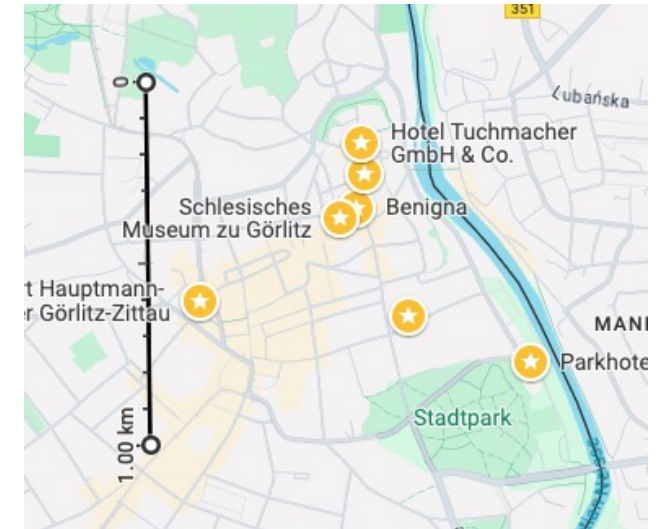 351
Łubańska
0
Hotel Tuchmacher
GmbH & Co.
Schlesisches
Museum zu Görlitz
Benigna
t Hauptmann-
r Görlitz-Zittau
MANI
Parkhote
Stadtpark
1.00 km